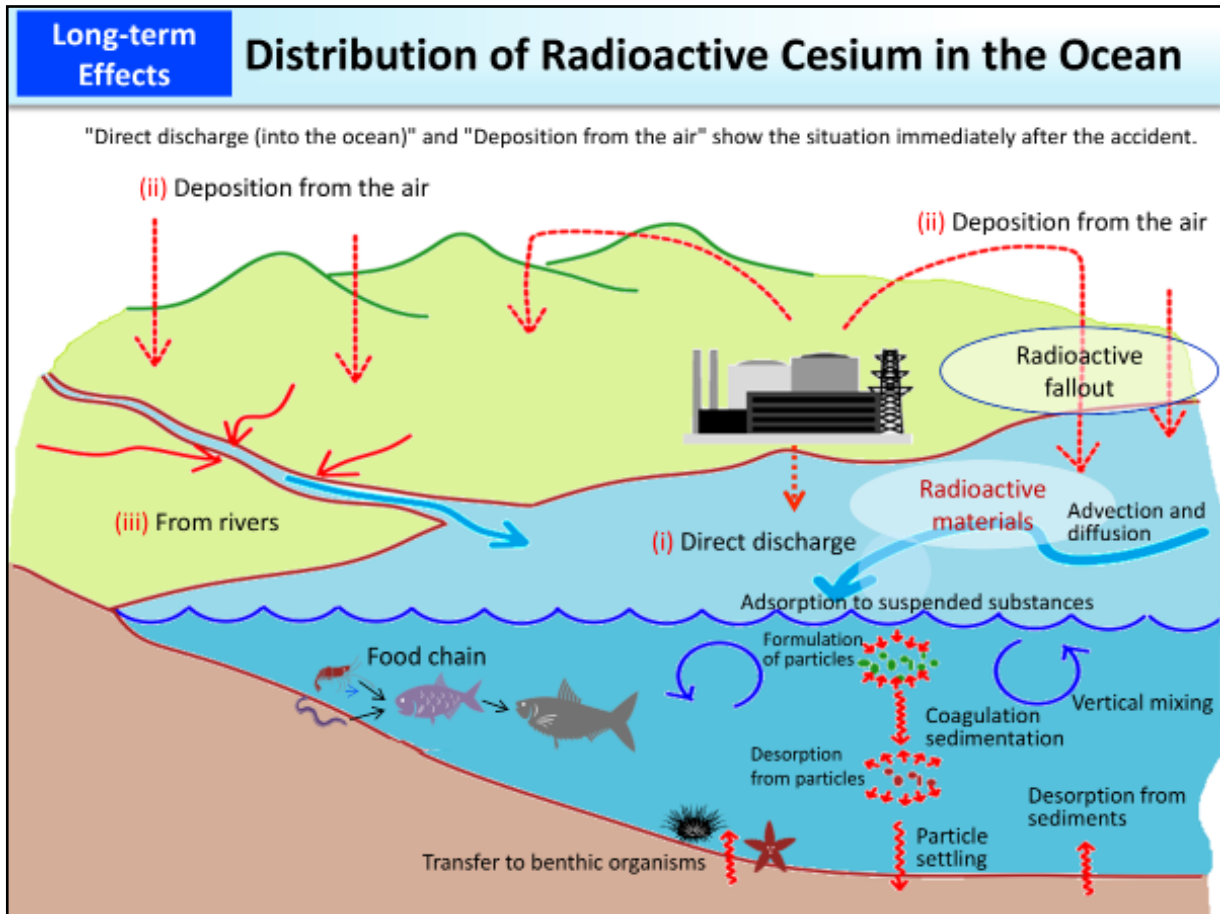 Long-term
Effects
Distribution of Radioactive Cesium in the Ocean
"Direct discharge (into the ocean)" and "Deposition from the air" show the situation immediately after the accident.
(ii) Deposition from the air
(ii) Deposition from the air
Radioactive
fallout
Radioactive
materials
Advection and
diffusion
(iii) From rivers
(i) Direct discharge
Adsorption to suspended substances
Formulation
of particles
Food chain
Vertical mixing
Coagulation
sedimentation
Desorption
from particles
Desorption from
sediments
Particle
settling
Transfer to benthic organisms